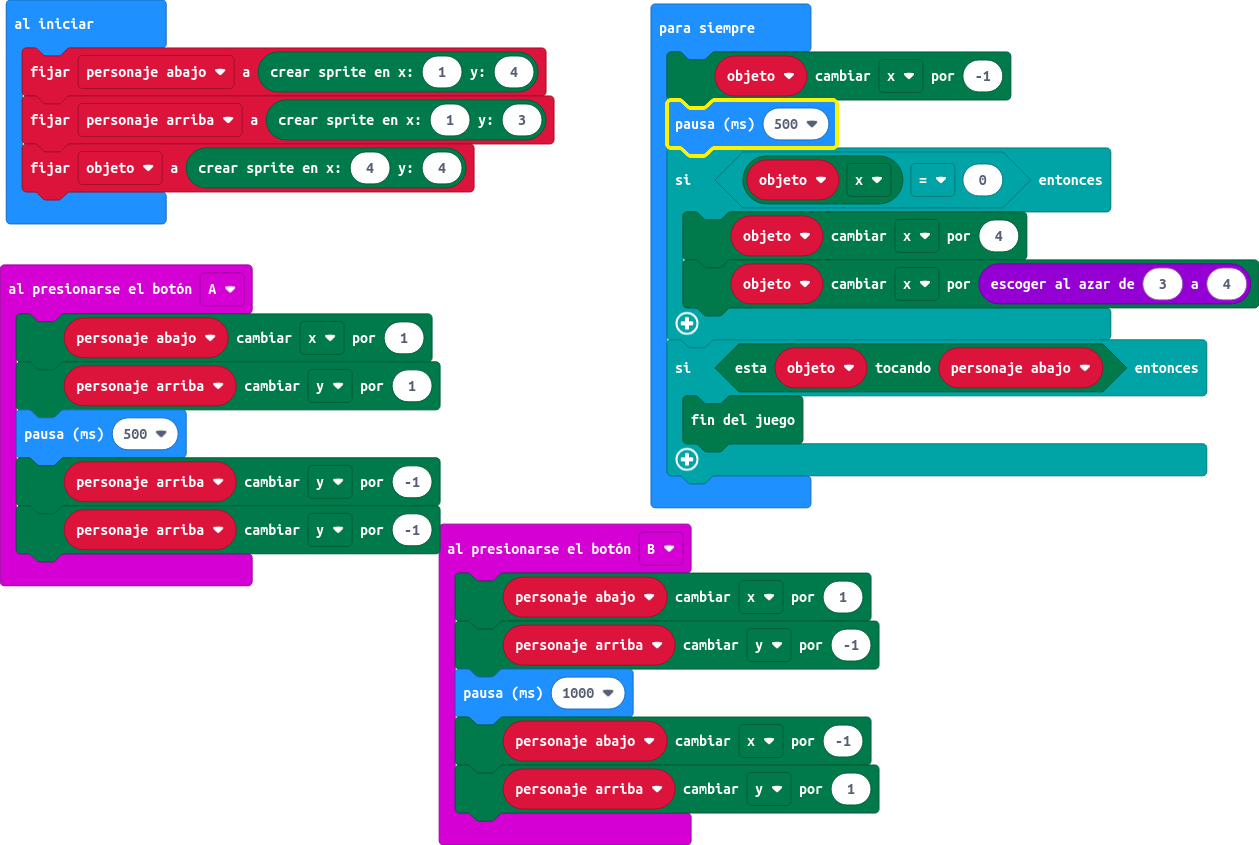 al iniciar
fijar personaje abajo a crear sprite en x: 1 y: 4
fijar personaje arriba a crear sprite en x: 1 y: 3
fijar objeto a crear sprite en x: 4 y: 4
para siempre
objeto cambiar x por -1
pausa (ms) 500
si objeto x = 0 entonces
objeto cambiar x por 4
objeto cambiar x por escoger al azar de 3 a 4
si esta objeto tocando personaje abajo entonces
fin del juego
al presionarse el botón A
personaje abajo cambiar x por 1
personaje arriba cambiar y por 1
pausa (ms) 500
personaje arriba cambiar y por -1
personaje arriba cambiar y por -1
al presionarse el botón B
personaje abajo cambiar x por 1
personaje arriba cambiar y por -1
pausa (ms) 1000
personaje abajo cambiar x por -1
personaje arriba cambiar y por 1